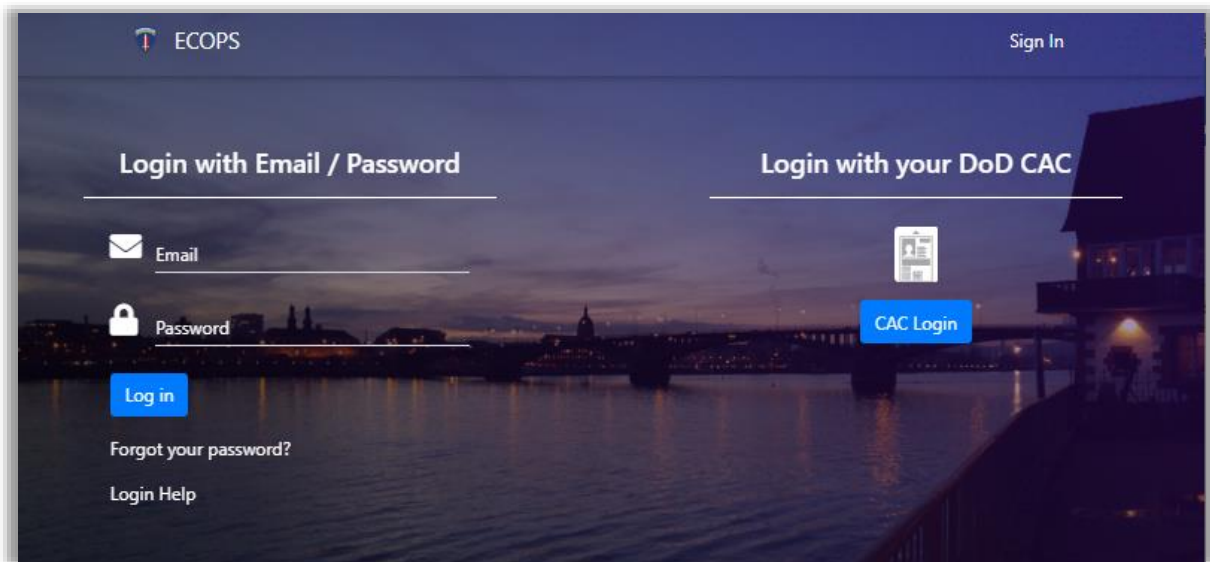 ECOPS
Sign In
Login with Email / Password
Login with your DoD CAC
Email
Password
CAC Login
Log in
Forgot your password?
Login Help